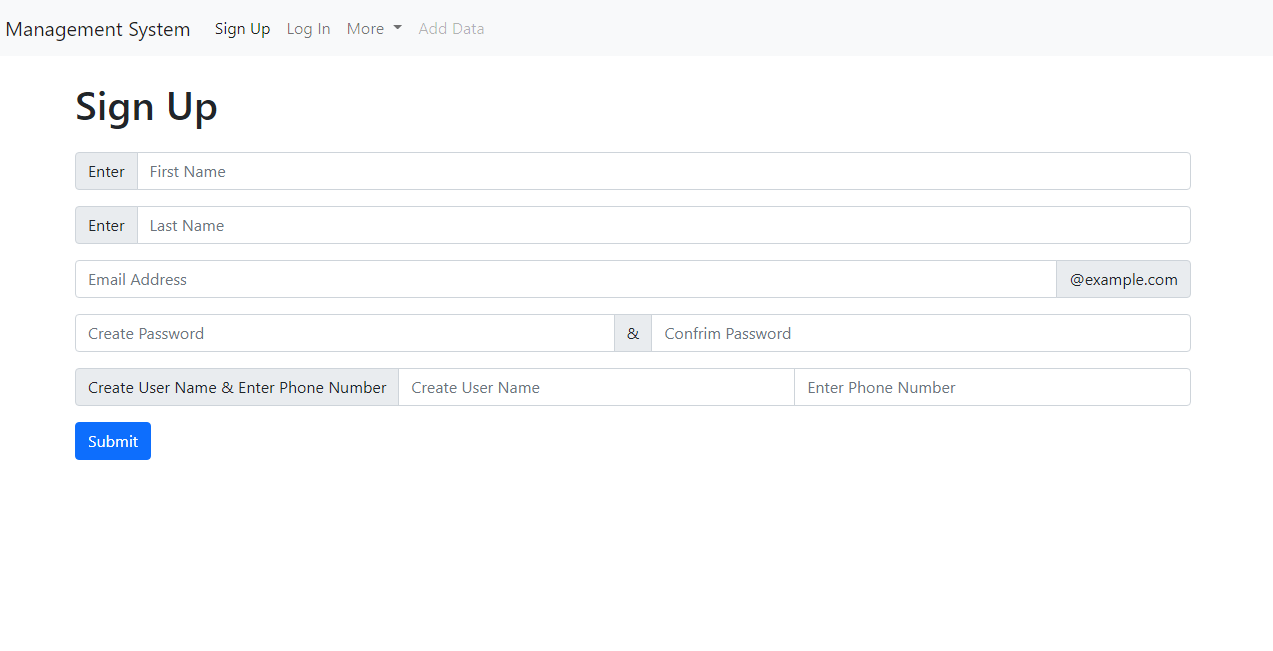 Management System Sign Up Log In More Add Data
Sign Up
Enter First Name
Enter Last Name
Email Address @example.com
Create Password & Confrim Password
Create User Name & Enter Phone Number Create User Name Enter Phone Number
Submit